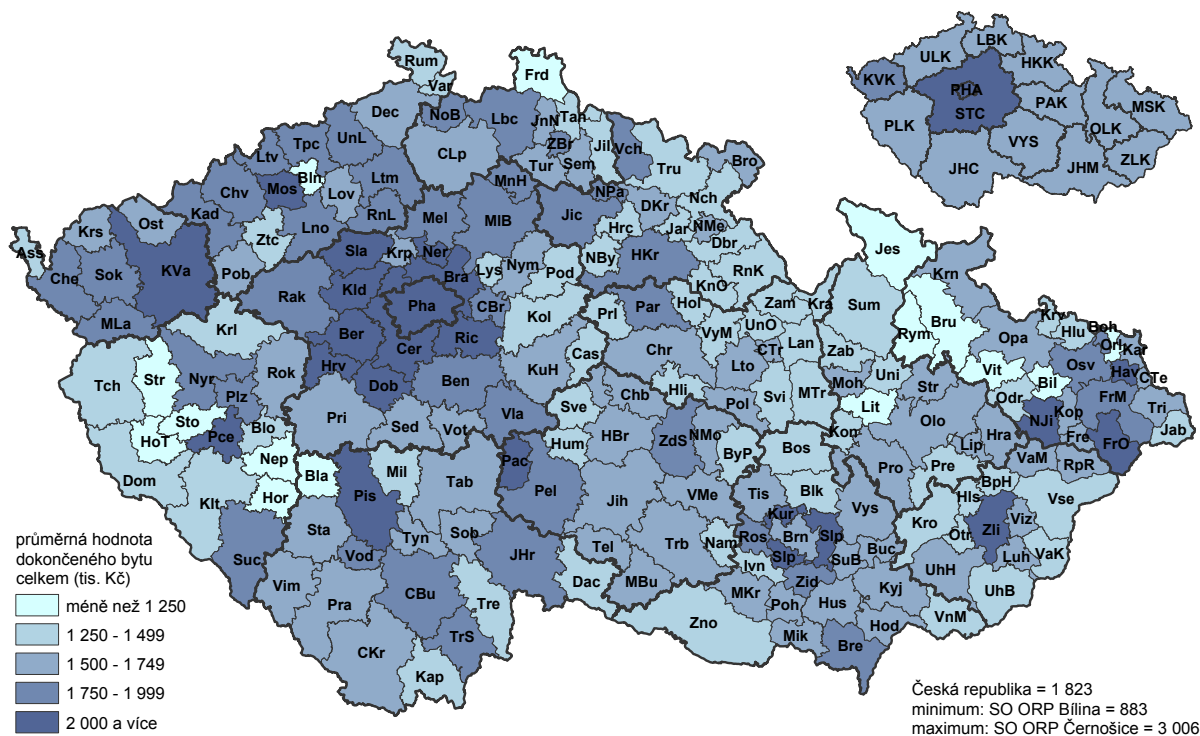 Rum
Var
Frd
Dec
NoB
Lbc
JnN
Tan
UnL
Tpc
Ltv
Bln
CLp
ZBr
Jil
Vch
Tur
Sem
Tru
Bro
Chv
Mos
Lov
Ltm
MnH
NPa
Nch
Kad
RnL
Mel
MlB
Jic
DKr
Krs
Ost
Lno
Hrc
Jar
NMe
Ass
Ztc
Sla
Krp
Ner
Dbr
Che
Sok
KVa
Pob
Bra
Lys
Nym
Pod
NBy
HKr
RnK
Rak
Kld
Pha
CBr
KnO
MLa
Krl
Kol
Prl
Par
Hol
Zam
Kra
Sum
Jes
Krn
Ber
Cer
Ric
VyM
UnO
Rym
Bru
Tch
Str
Nyr
Rok
Hrv
Dob
Ben
KuH
Cas
Chr
CTr
Lan
Zab
Opa
Krv
Hlu
Boh
Orl
Kar
Plz
Lto
Moh
Uni
Vit
Bil
Osv
Hav
CTe
Sto
Pce
Blo
Pri
Sed
Vot
Vla
Sve
Chb
Hli
Pol
Svi
MTr
Lit
Str
Odr
NJi
Kop
FrM
Tri
HoT
Nep
Hum
HBr
ZdS
NMo
Kon
Olo
Lip
Hra
Fre
FrO
Jab
Dom
Klt
Hor
Bla
Mil
Pis
Tab
Pac
Pel
ByP
Bos
Pro
Pre
VaM
RpR
Jih
VMe
Tis
Blk
Vys
Hls
BpH
Vse
Sta
Tyn
Sob
Kur
Kro
Otr
Zli
Viz
Suc
Vod
JHr
Tel
Trb
Nam
Ros
Brn
Slp
Slp
SuB
Buc
Luh
VaK
Vim
Pra
CBu
Tre
Dac
MBu
Ivn
Zid
UhH
UhB
MKr
Poh
Hus
Kyj
TrS
Zno
Mik
Hod
VnM
CKr
Kap
Bre
KVK
ULK
LBK
HKK
PHA
STC
PAK
MSK
PLK
VYS
OLK
JHC
JHM
ZLK
průměrná hodnota
dokončeného bytu
celkem (tis. Kč)
méně než 1 250
1 250 - 1 499
1 500 - 1 749
1 750 - 1 999
2 000 a více
Česká republika = 1 823
minimum: SO ORP Bílina = 883
maximum: SO ORP Černošice = 3 006